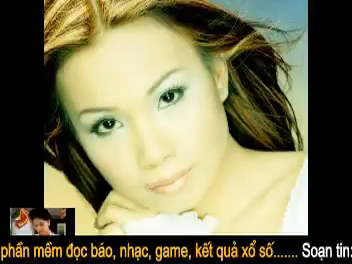 phần mềm đọc báo, nhạc, game, kết quả xổ số....... Soạn tin: